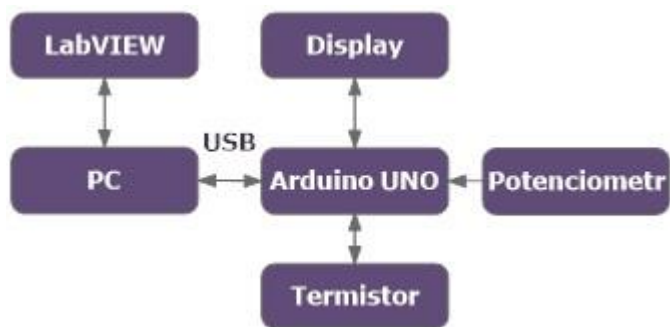 LabVIEW
Display
USB
PC
Arduino UNO
Potenciometr
Termistor